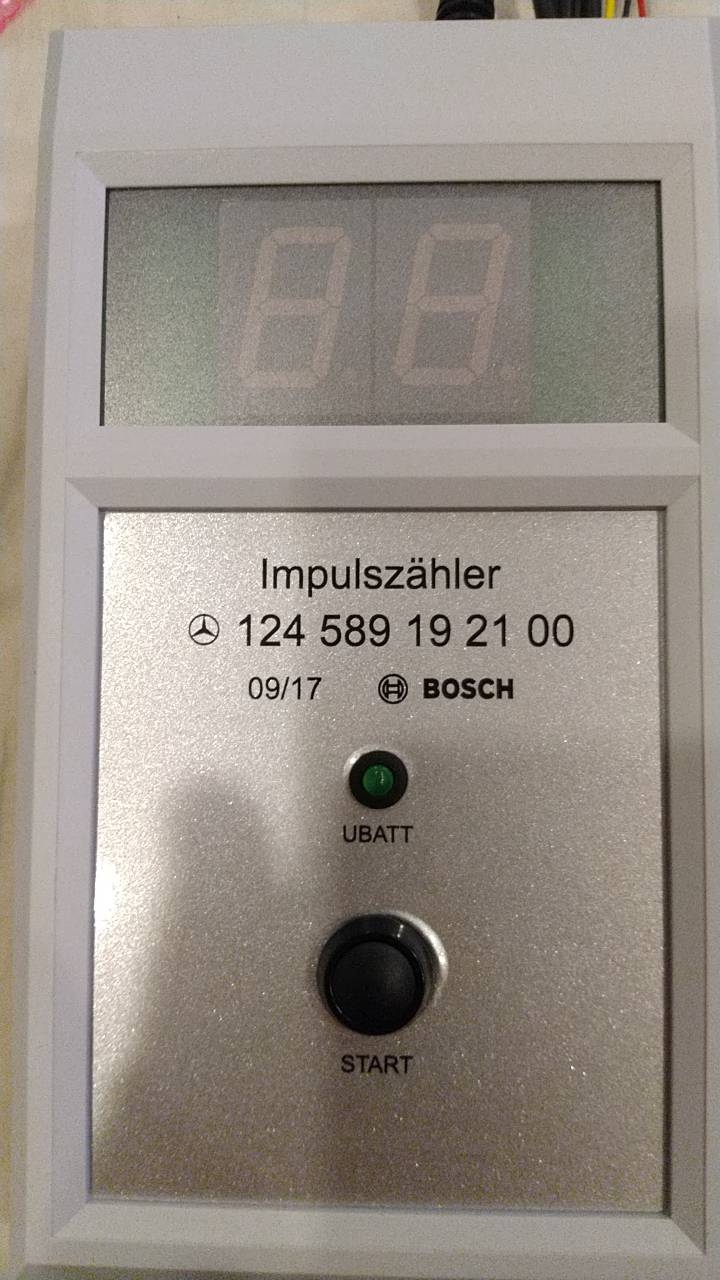 Impulszähler
124 589 19 21 00
09/17 BOSCH
UBATT
START